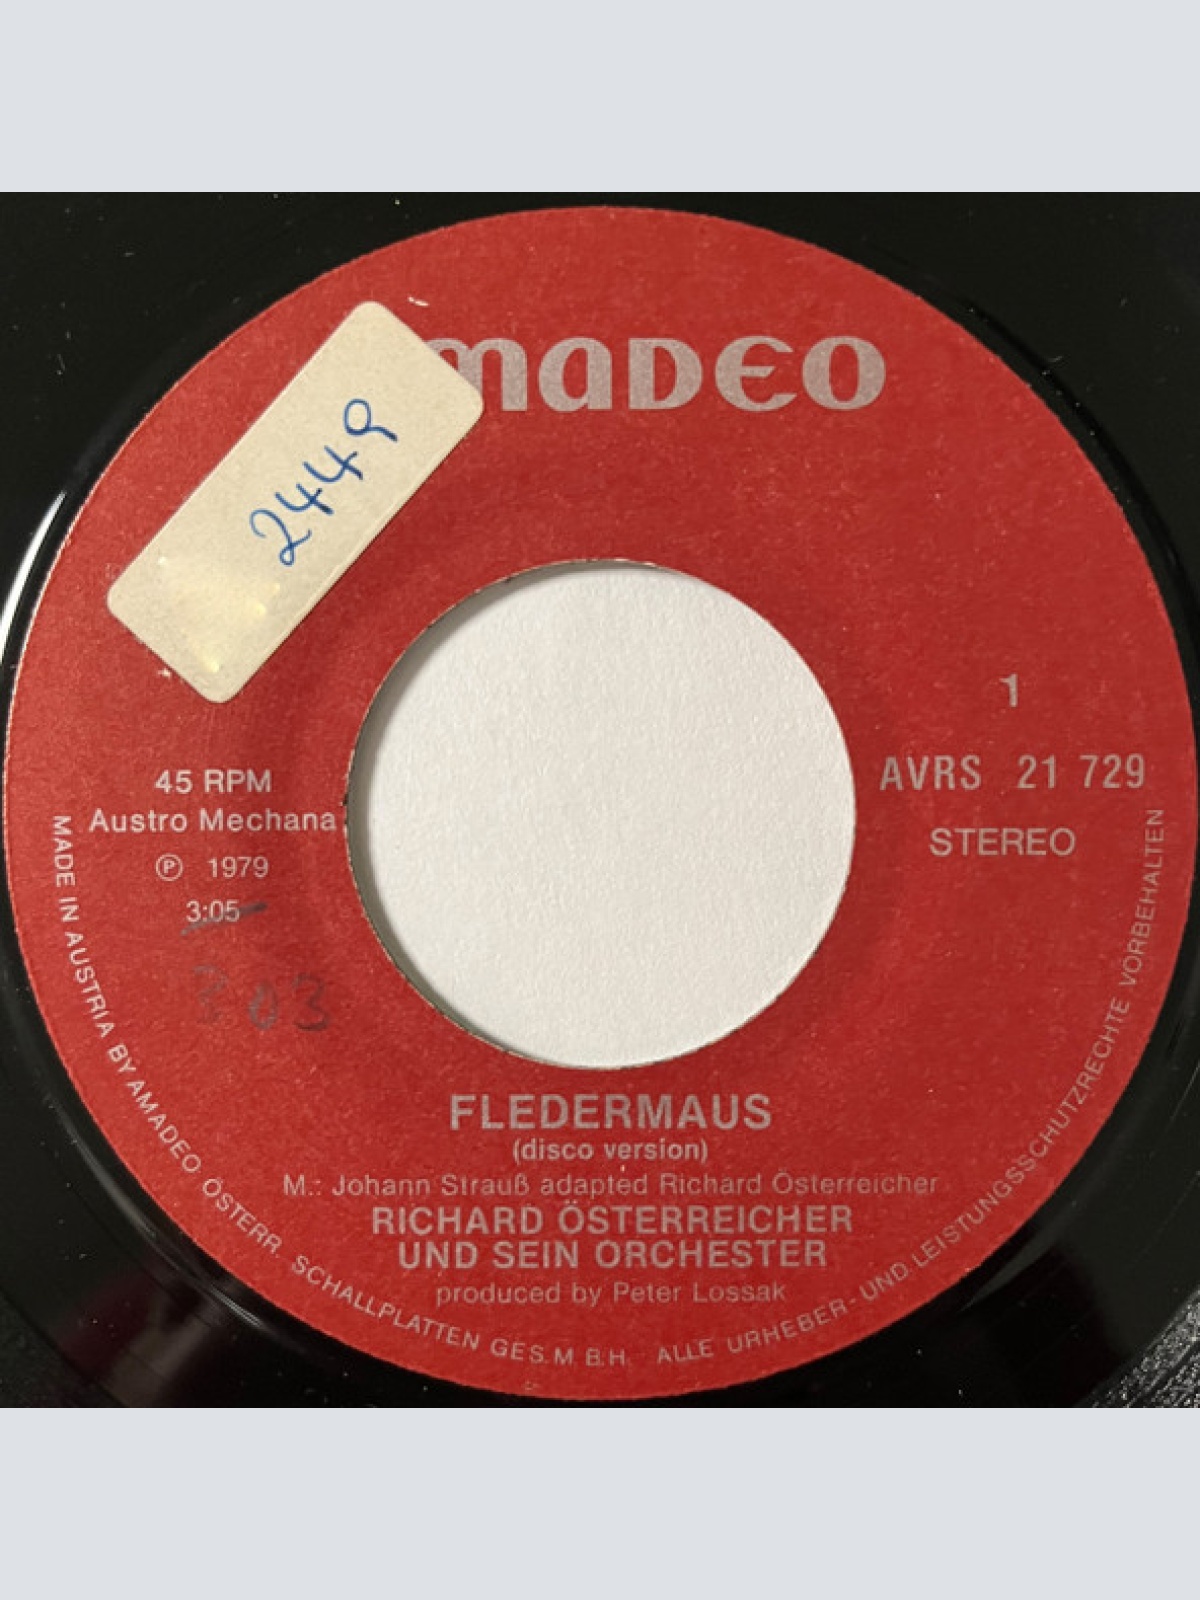 MADEO
2449
1
45 RPM
Austro Mechana
Ⓟ 1979
3:05
303
AVRS 21 729
STEREO
FLEDERMAUS
(disco version)
M.: Johann Strauß adapted Richard Österreicher
RICHARD ÖSTERREICHER
UND SEIN ORCHESTER
produced by Peter Lossak
MADE IN AUSTRIA BY AMADEO ÖSTERR. SCHALLPLATTEN GES.M.B.H. ALLE URHEBER-UND LEISTUNGSSCHUTZRECHTE VORBEHALTEN